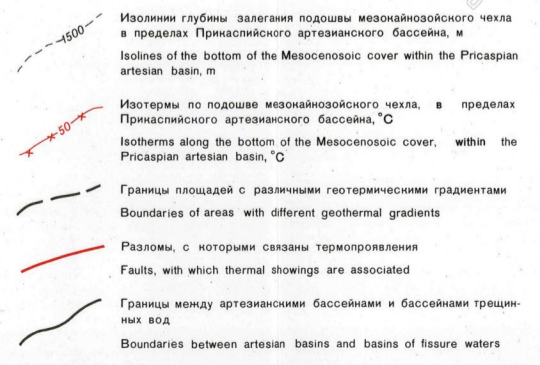 1500
Изолинии глубины залегания подошвы мезокайнозойского чехла
в пределах Прикаспийского артезианского бассейна, м
Isolines of the bottom of the Mesocenosoic cover within the Pricaspian
artesian basin, m
50
Изотермы по подошве мезокайнозойского чехла, в пределах
Прикаспийского артезианского бассейна, °C
Isotherms along the bottom of the Mesocenosoic cover, within the
Pricaspian artesian basin, °C
Границы площадей с различными геотермическими градиентами
Boundaries of areas with different geothermal gradients
Разломы, с которыми связаны термопроявления
Faults, with which thermal showings are associated
Границы между артезианскими бассейнами и бассейнами трещин-
ных вод
Boundaries between artesian basins and basins of fissure waters